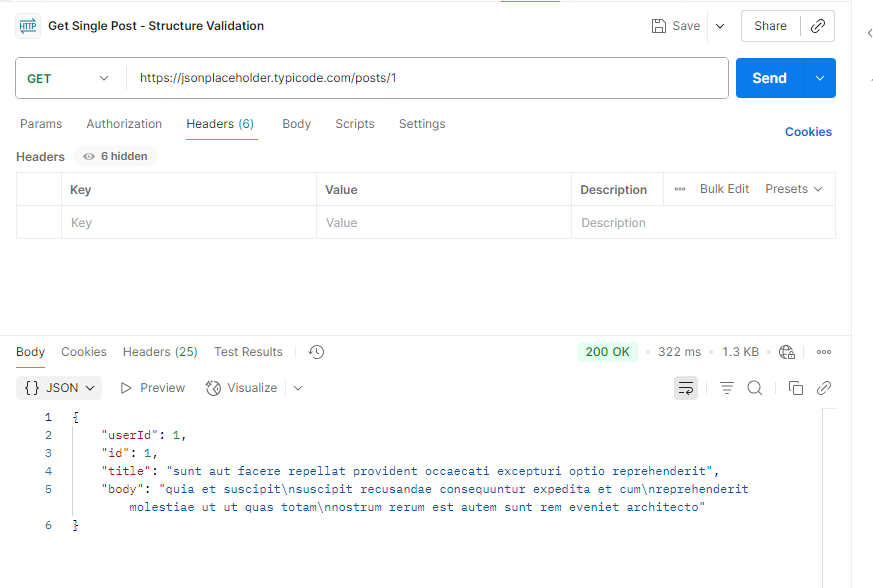 HTTP Get Single Post - Structure Validation Save Share
GET https://jsonplaceholder.typicode.com/posts/1 Send
Params Authorization Headers (6) Body Scripts Settings Cookies
Headers 6 hidden
Key Value Description Bulk Edit Presets
Key Value Description
Body Cookies Headers (25) Test Results 200 OK 322 ms 1.3 KB
{} JSON Preview Visualize
1 {
2 "userId": 1,
3 "id": 1,
4 "title": "sunt aut facere repellat provident occaecati excepturi optio reprehenderit",
5 "body": "quia et suscipit\nsuscipit recusandae consequuntur expedita et cum\nreprehenderit
molestiae ut ut quas totam\nnostrum rerum est autem sunt rem eveniet architecto"
6 }